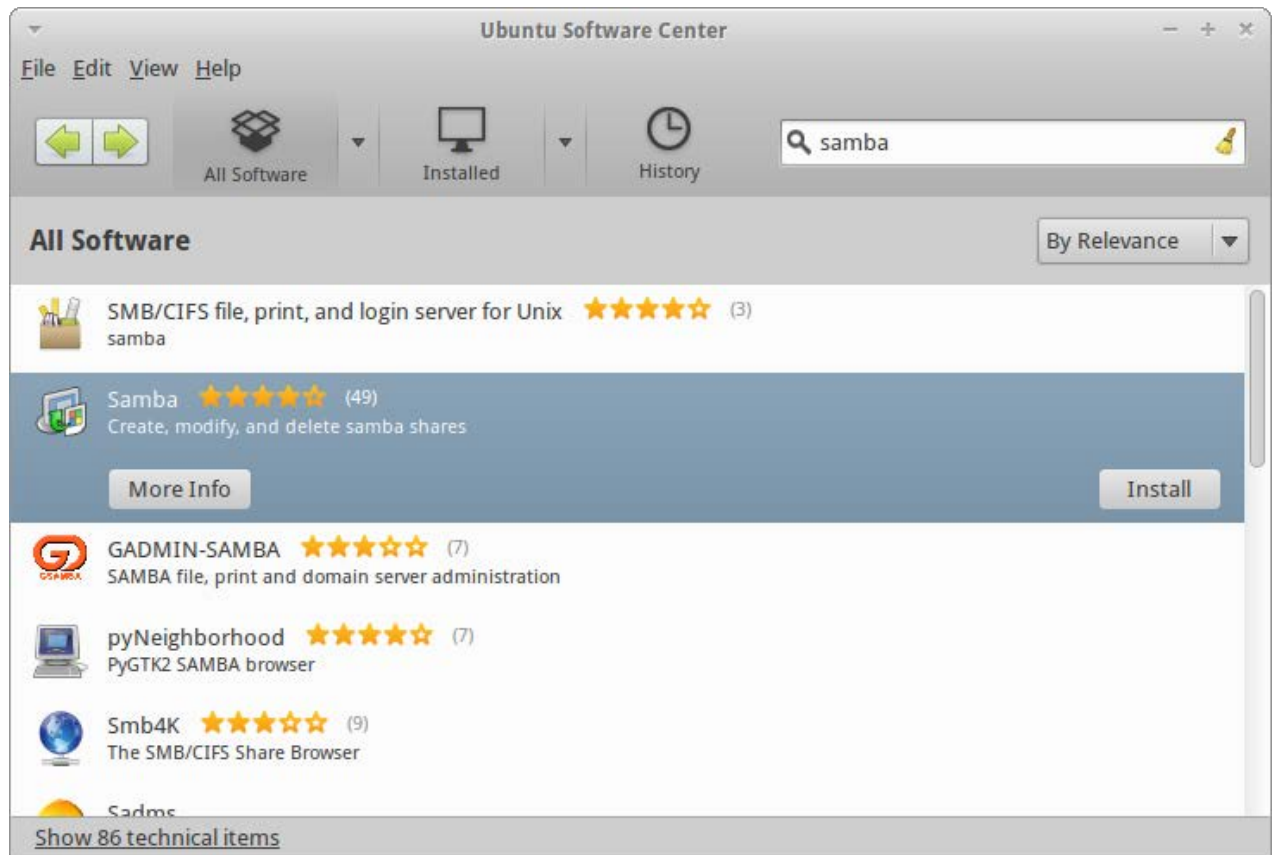 Ubuntu Software Center
File Edit View Help
All Software
Installed
History
samba
All Software
By Relevance
SMB/CIFS file, print, and login server for Unix (3)
samba
Samba (49)
Create, modify, and delete samba shares
More Info
Install
GADMIN-SAMBA (7)
SAMBA file, print and domain server administration
pyNeighborhood (7)
PyGTK2 SAMBA browser
Smb4K (9)
The SMB/CIFS Share Browser
Sadms
Show 86 technical items